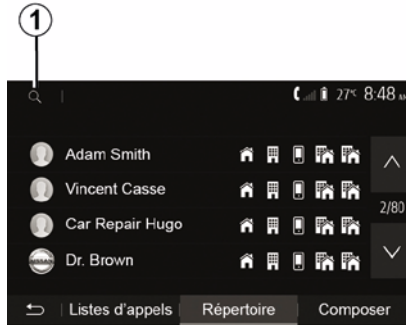 1
27°C 8:48
Adam Smith
Vincent Casse
2/80
Car Repair Hugo
Dr. Brown
Listes d'appels Répertoire Composer